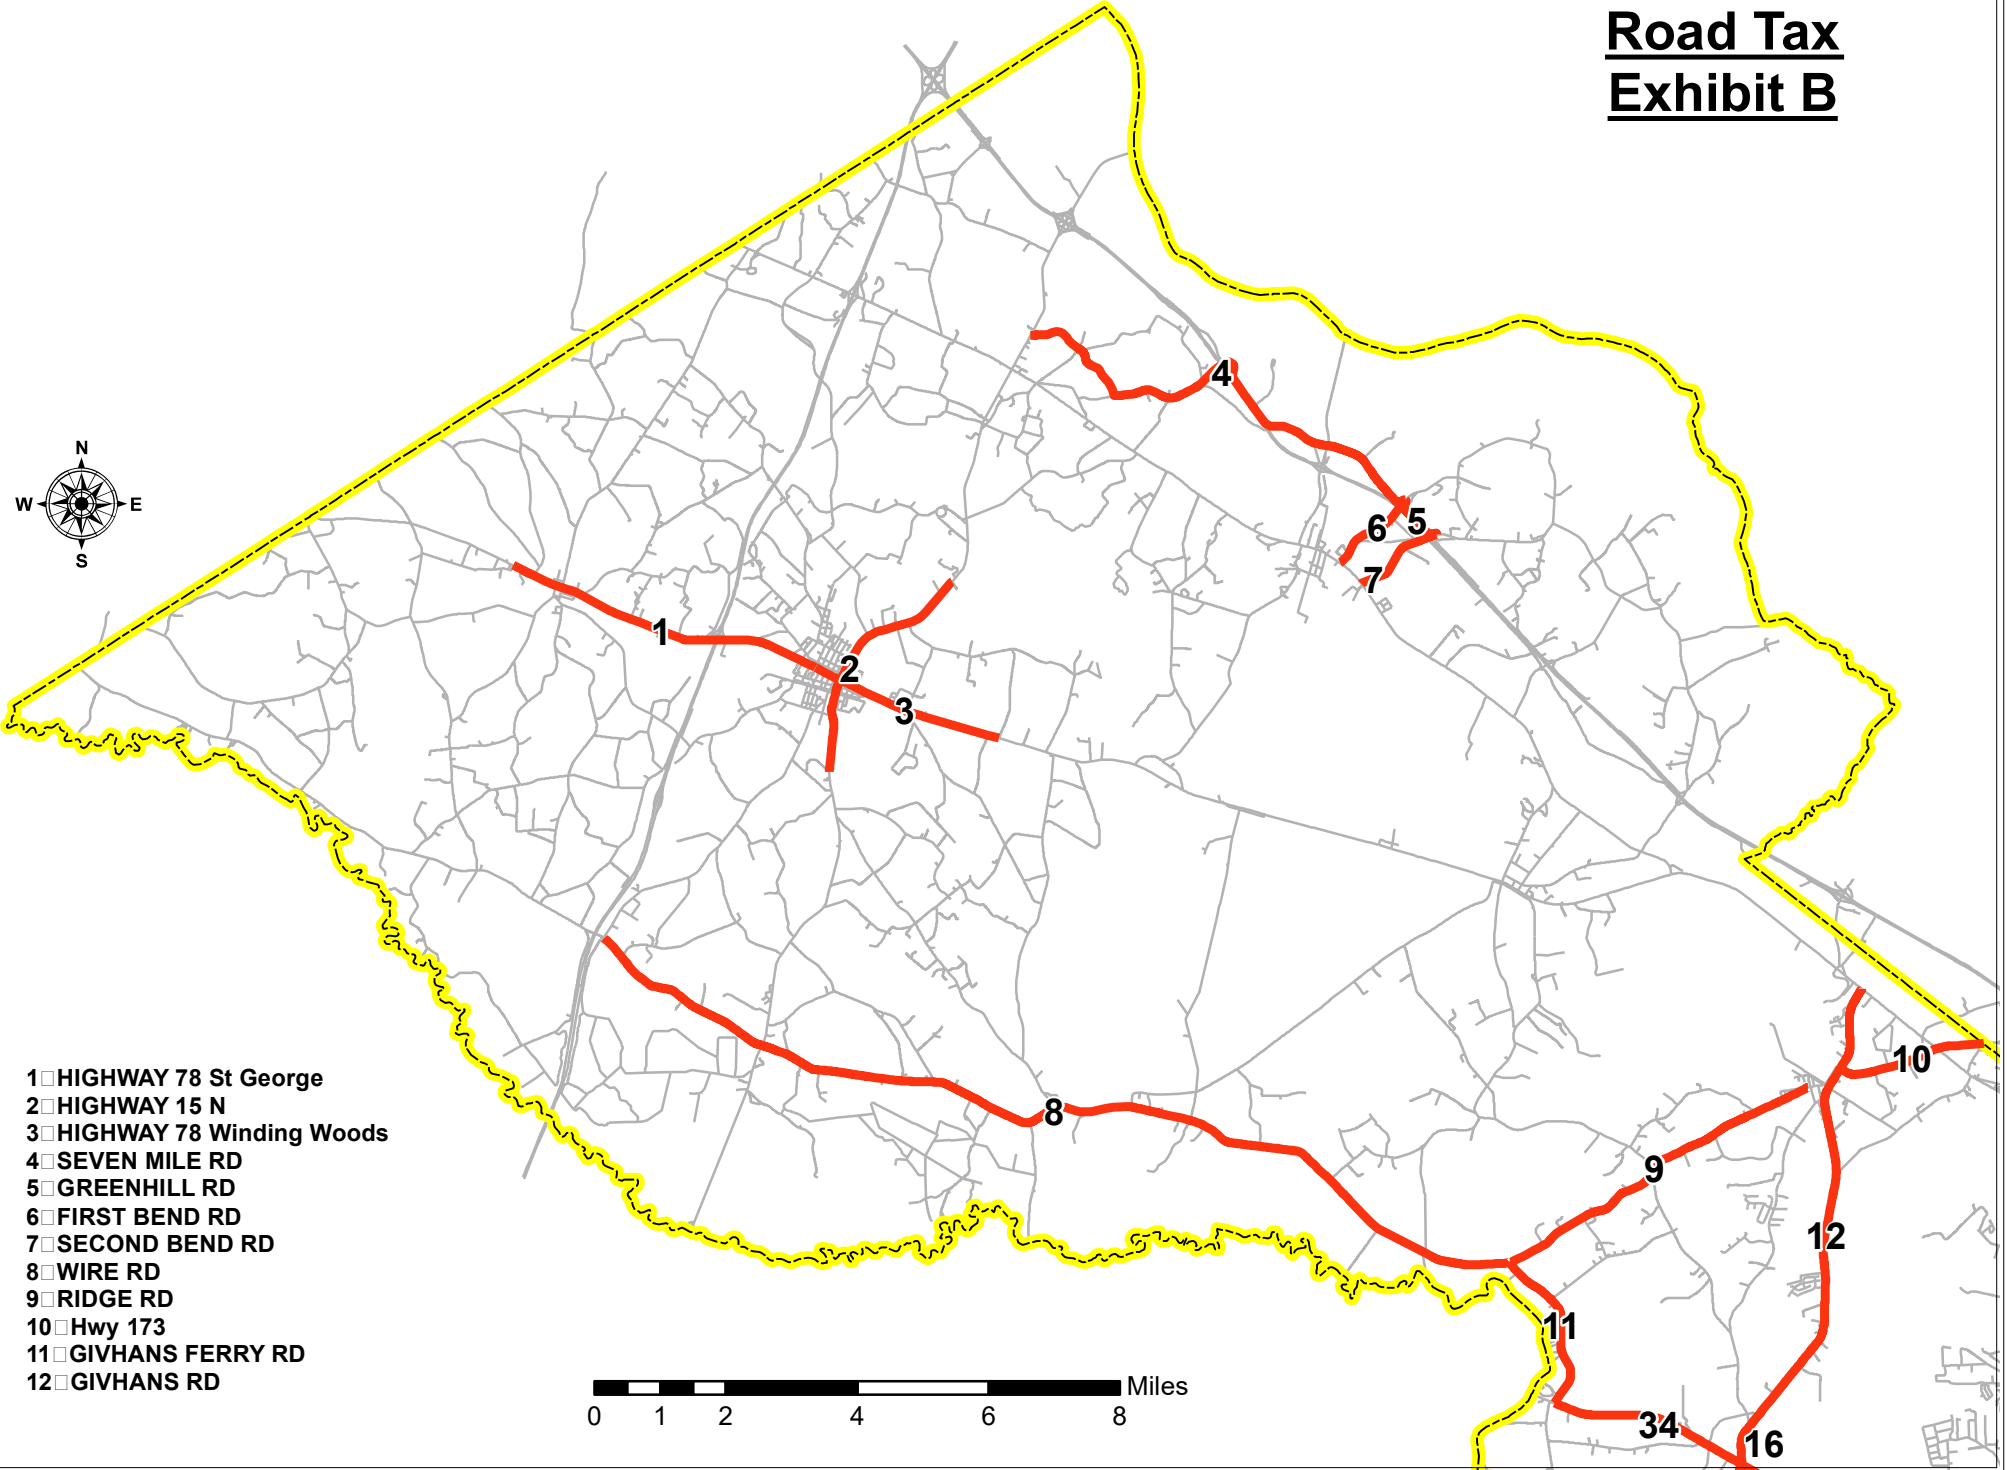 Road Tax
Exhibit B
N
W E
S
4
5
6
7
1
2
3
8
10
9
12
11
34
16
1□HIGHWAY 78 St George
2□HIGHWAY 15 N
3□HIGHWAY 78 Winding Woods
4□SEVEN MILE RD
5□GREENHILL RD
6□FIRST BEND RD
7□SECOND BEND RD
8□WIRE RD
9□RIDGE RD
10□Hwy 173
11□GIVHANS FERRY RD
12□GIVHANS RD
Miles
0 1 2 4 6 8